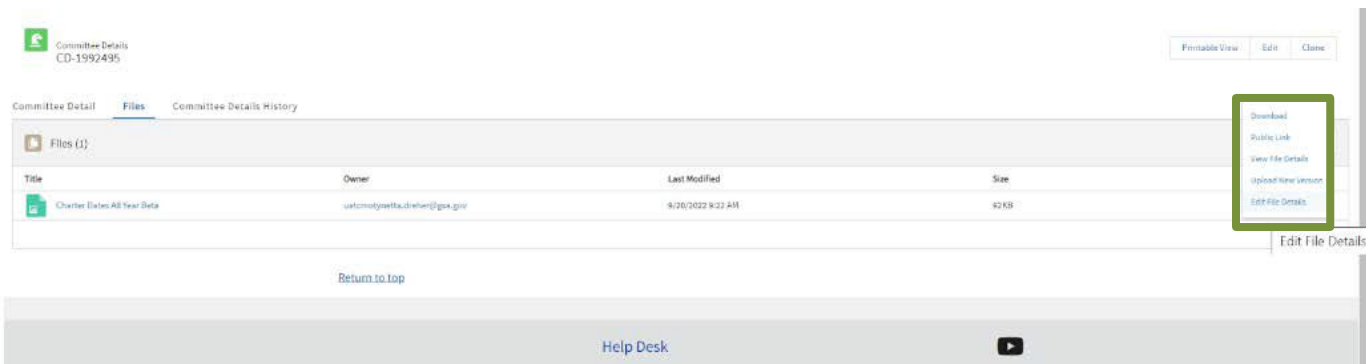 Committee Details
CD-1992495
Printable View Edit Clone
Committee Detail Files Committee Details History
Download
Public Link
View File Details
Upload New Version
Edit File Details
Files (1)
Title Owner Last Modified Size
Charter Dates All Year Beta 9/20/2022 9:22 AM 92KB
Edit File Details
Return to top
Help Desk